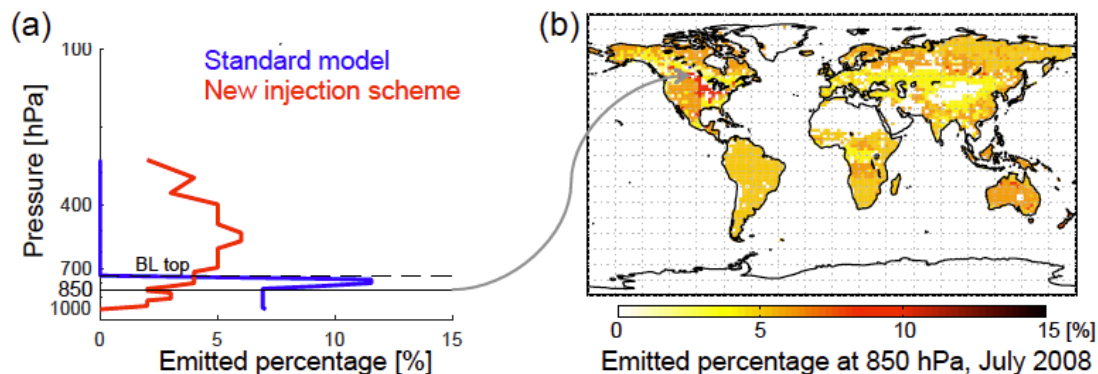 (a)
Standard model
New injection scheme
Pressure [hPa]
100
400
700
850
1000
BL top
0
5
10
15
Emitted percentage [%]
(b)
0
5
10
15 [%]
Emitted percentage at 850 hPa, July 2008